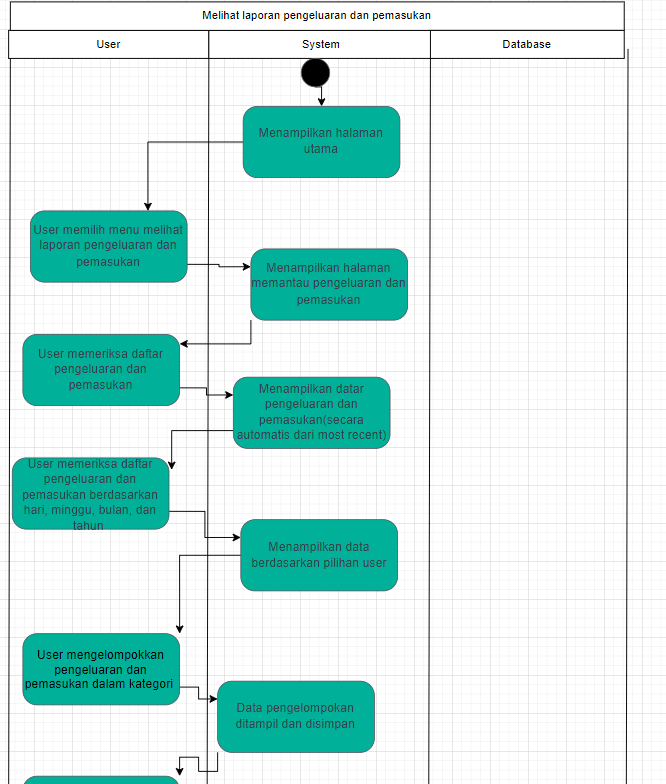 Melihat laporan pengeluaran dan pemasukan
User
System
Database
Menampilkan halaman
utama
User memilih menu melihat
laporan pengeluaran dan
pemasukan
Menampilkan halaman
memantau pengeluaran dan
pemasukan
User memeriksa daftar
pengeluaran dan
pemasukan
Menampilkan datar
pengeluaran dan
pemasukan(secara
automatis dari most recent)
User memeriksa daftar
pengeluaran dan
pemasukan berdasarkan
hari, minggu, bulan, dan
tahun
Menampilkan data
berdasarkan pilihan user
User mengelompokkan
pengeluaran dan
pemasukan dalam kategori
Data pengelompokan
ditampil dan disimpan